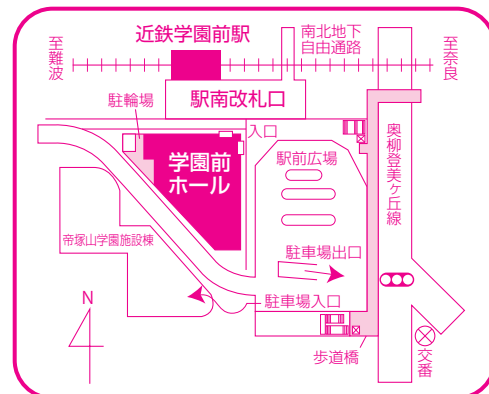 近鉄学園前駅
南北地下
自由通路
至難波
至奈良
駅南改札口
駐輪場
入口
学園前
ホール
駅前広場
奥柳登美ヶ丘線
帝塚山学園施設棟
駐車場出口
駐車場入口
N
歩道橋
交番